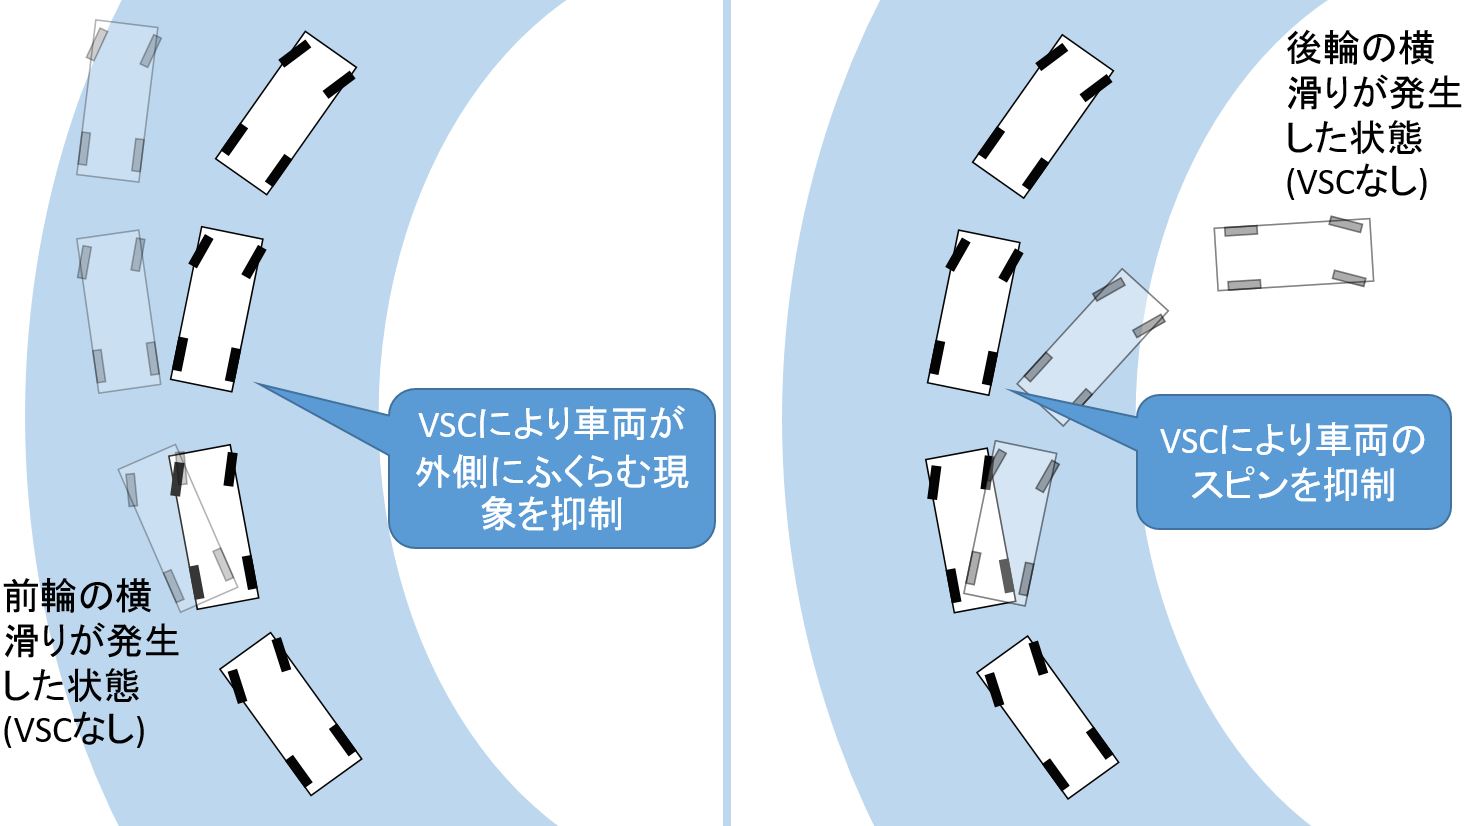 前輪の横
滑りが発生
した状態
(VSCなし)
VSCにより車両が
外側にふくらむ現
象を抑制
後輪の横
滑りが発生
した状態
(VSCなし)
VSCにより車両の
スピンを抑制